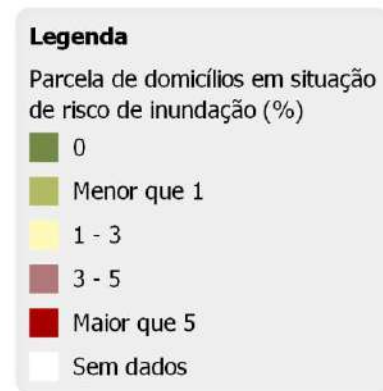 Legenda
Parcela de domicílios em situação
de risco de inundação (%)
0
Menor que 1
1 - 3
3 - 5
Maior que 5
Sem dados